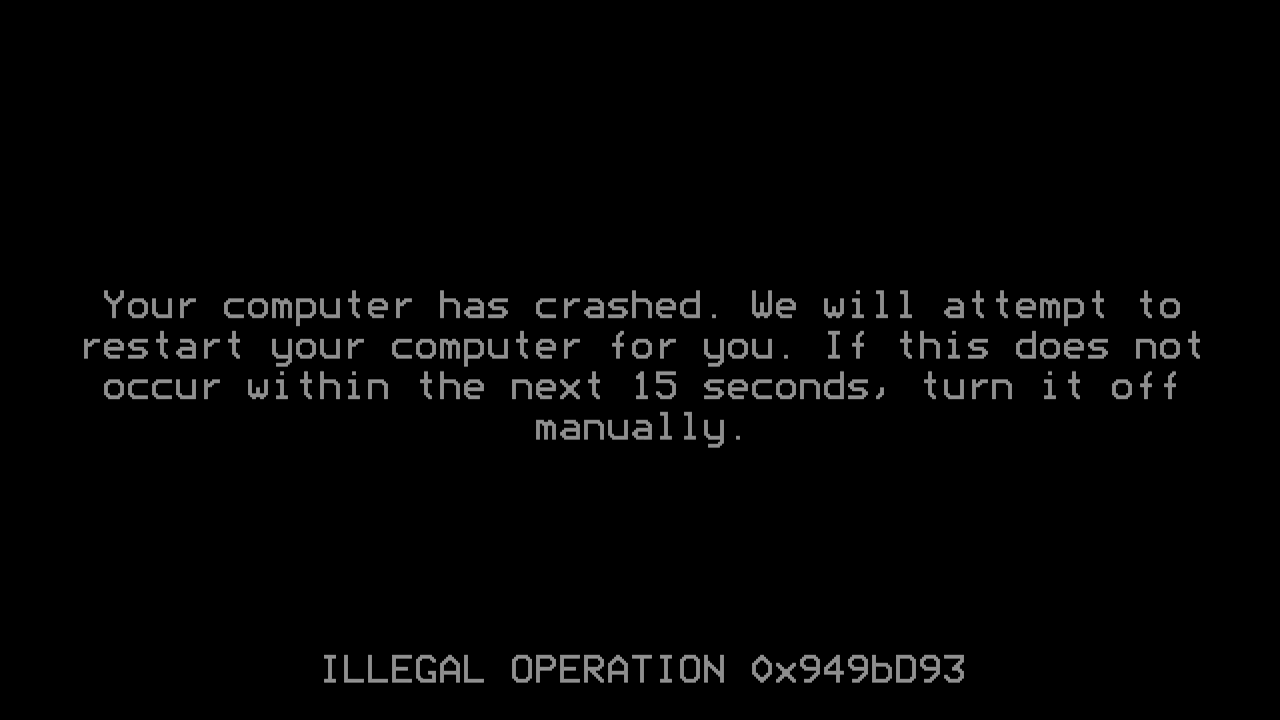 Your computer has crashed. We will attempt to
restart your computer for you. If this does not
occur within the next 15 seconds, turn it off
manually.
ILLEGAL OPERATION 0x949bD93